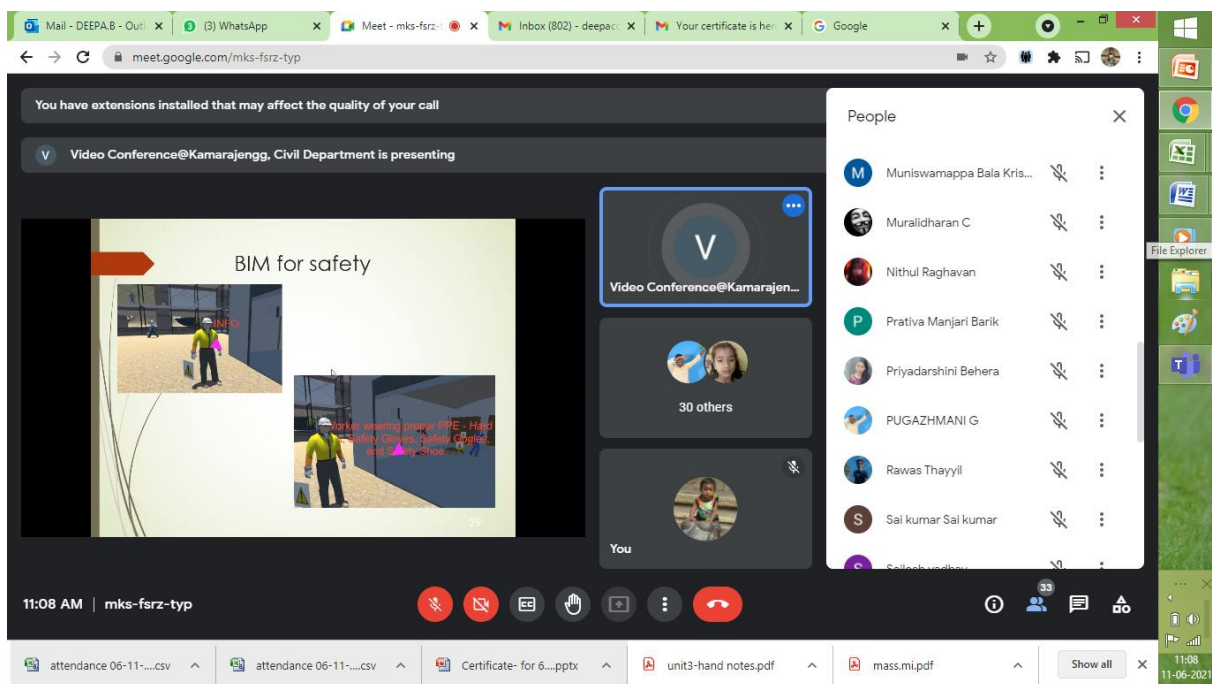 Mail - DEEPA.B - Outl
(3) WhatsApp
Meet - mks-fsrz-t
Inbox (802) - deepacc
Your certificate is her
Google
meet.google.com/mks-fsrz-typ
You have extensions installed that may affect the quality of your call
V Video Conference@Kamarajengg, Civil Department is presenting
BIM for safety
INFO
Worker wearing propar PPE - Hard
Safety Gloves, Safety Gogles,
and Safety Shoe
29
V
Video Conference@Kamarajen...
30 others
You
People
M Muniswamappa Bala Kris...
Muralidharan C
Nithul Raghavan
P Prativa Manjari Barik
Priyadarshini Behera
PUGAZHMANI G
Rawas Thayyil
S Sai kumar Sai kumar
File Explorer
11:08 AM | mks-fsrz-typ
33
attendance 06-11-....csv
attendance 06-11-....csv
Certificate- for 6....pptx
unit3-hand notes.pdf
mass.mi.pdf
Show all
11:08
11-06-2021